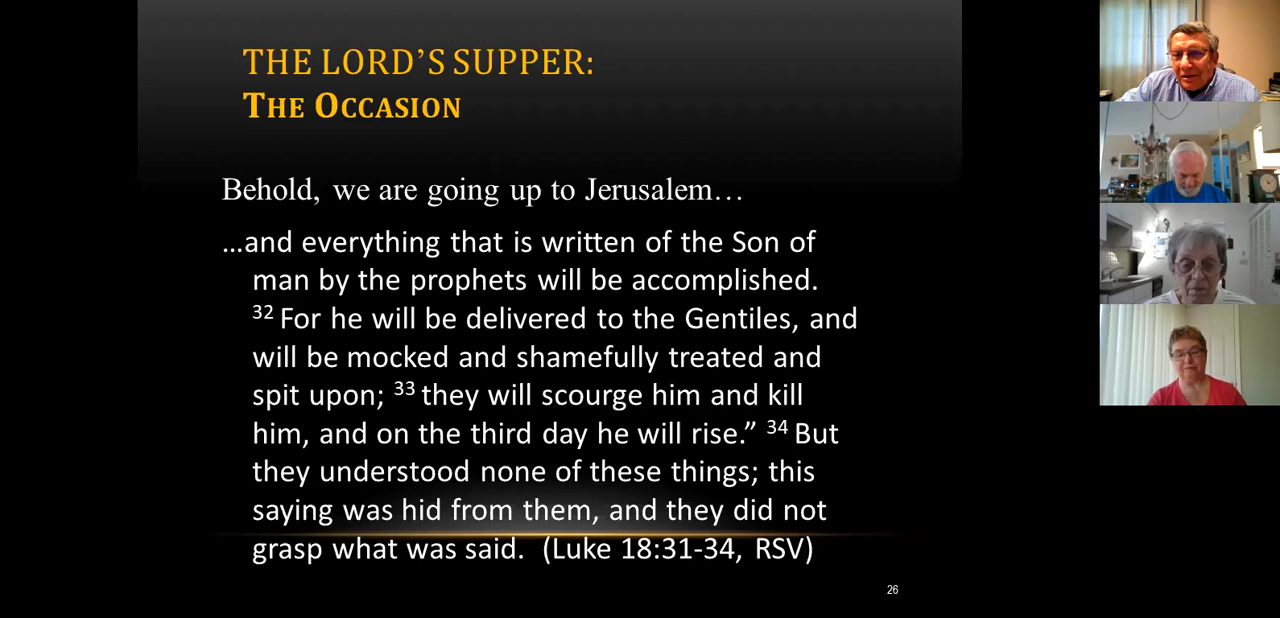 THE LORD’S SUPPER:
THE OCCASION
Behold, we are going up to Jerusalem…
…and everything that is written of the Son of
man by the prophets will be accomplished.
32 For he will be delivered to the Gentiles, and
will be mocked and shamefully treated and
spit upon; 33 they will scourge him and kill
him, and on the third day he will rise.” 34 But
they understood none of these things; this
saying was hid from them, and they did not
grasp what was said. (Luke 18:31-34, RSV)
26